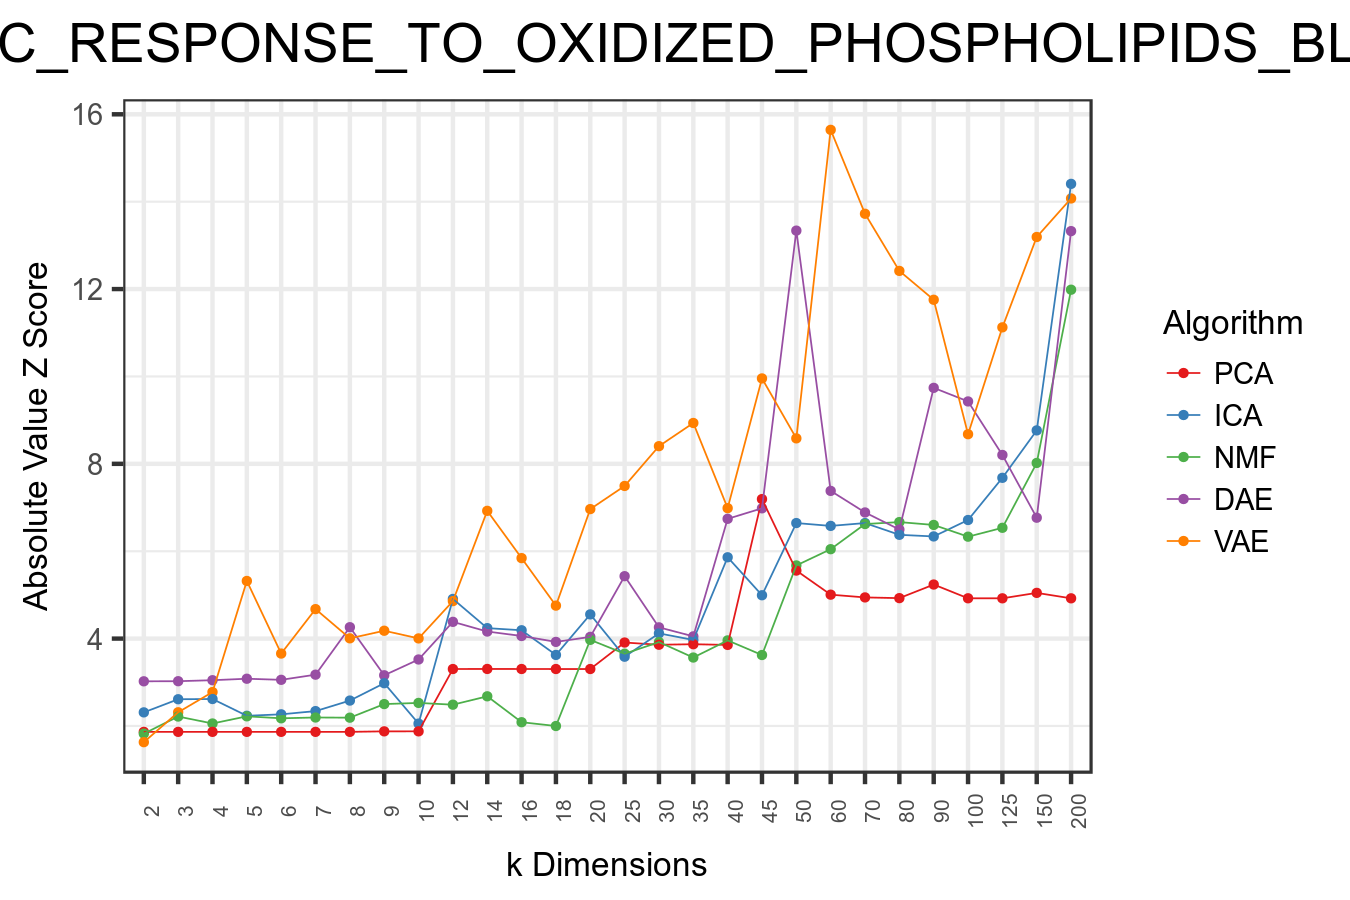 C_RESPONSE_TO_OXIDIZED_PHOSPHOLIPIDS_BL
16
12
8
4
Absolute Value Z Score
2 3 4 5 6 7 8 9 10 12 14 16 18 20 25 30 35 40 45 50 60 70 80 90 100 125 150 200
k Dimensions
Algorithm
PCA
ICA
NMF
DAE
VAE